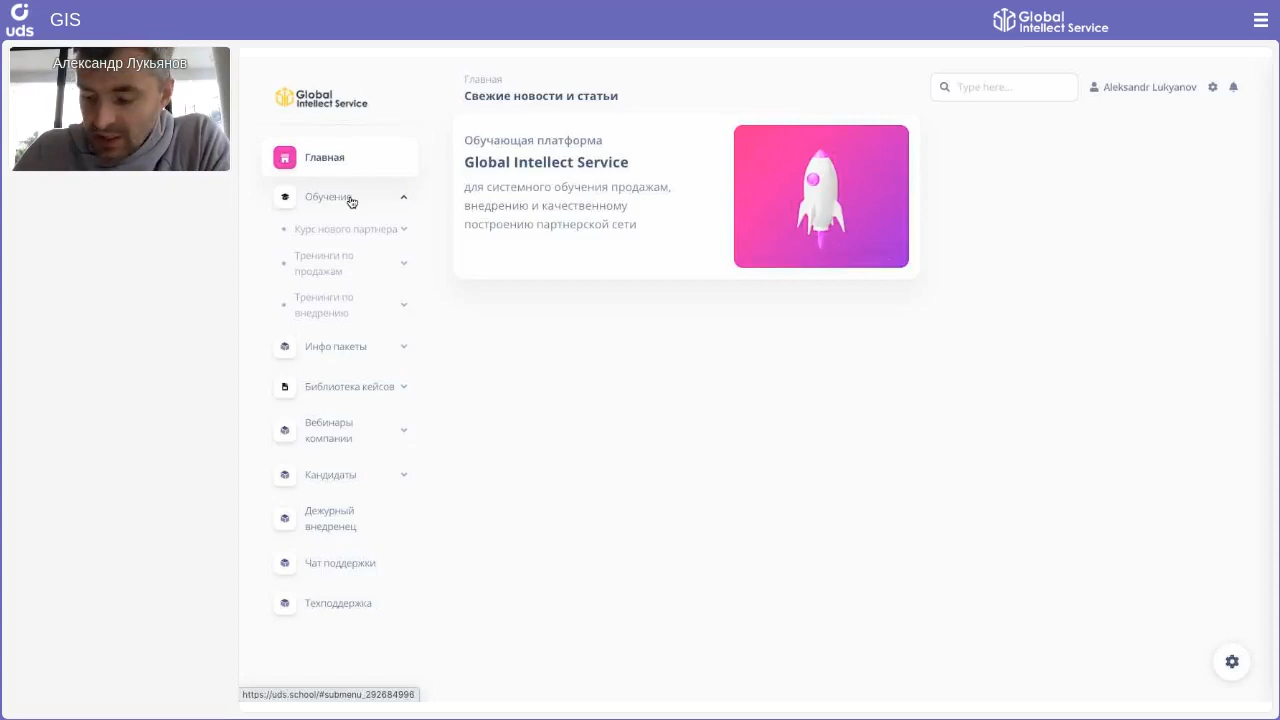 uds
GIS
Global
Intellect Service
Александр Лукьянов
Global
Intellect Service
Главная
Свежие новости и статьи
Type here...
Aleksandr Lukyanov
Главная
Обучение
Курс нового партнера
Тренинги по
продажам
Тренинги по
внедрению
Инфо пакеты
Библиотека кейсов
Вебинары
компании
Кандидаты
Дежурный
внедренец
Чат поддержки
Техподдержка
Обучающая платформа
Global Intellect Service
для системного обучения продажам,
внедрению и качественному
построению партнерской сети
https://uds.school/#submenu_292684996